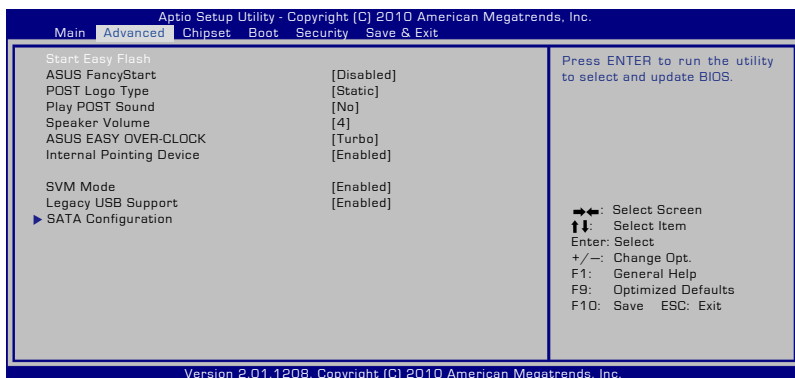 Aptio Setup Utility - Copyright (C) 2010 American Megatrends, Inc.
Main Advanced Chipset Boot Security Save & Exit
Start Easy Flash
ASUS FancyStart [Disabled]
POST Logo Type [Static]
Play POST Sound [No]
Speaker Volume [4]
ASUS EASY OVER-CLOCK [Turbo]
Internal Pointing Device [Enabled]
SVM Mode [Enabled]
Legacy USB Support [Enabled]
SATA Configuration
Press ENTER to run the utility
to select and update BIOS.
→←: Select Screen
↑↓: Select Item
Enter: Select
+/—: Change Opt.
F1: General Help
F9: Optimized Defaults
F10: Save ESC: Exit
Version 2.01.1208. Copyright (C) 2010 American Megatrends, Inc.